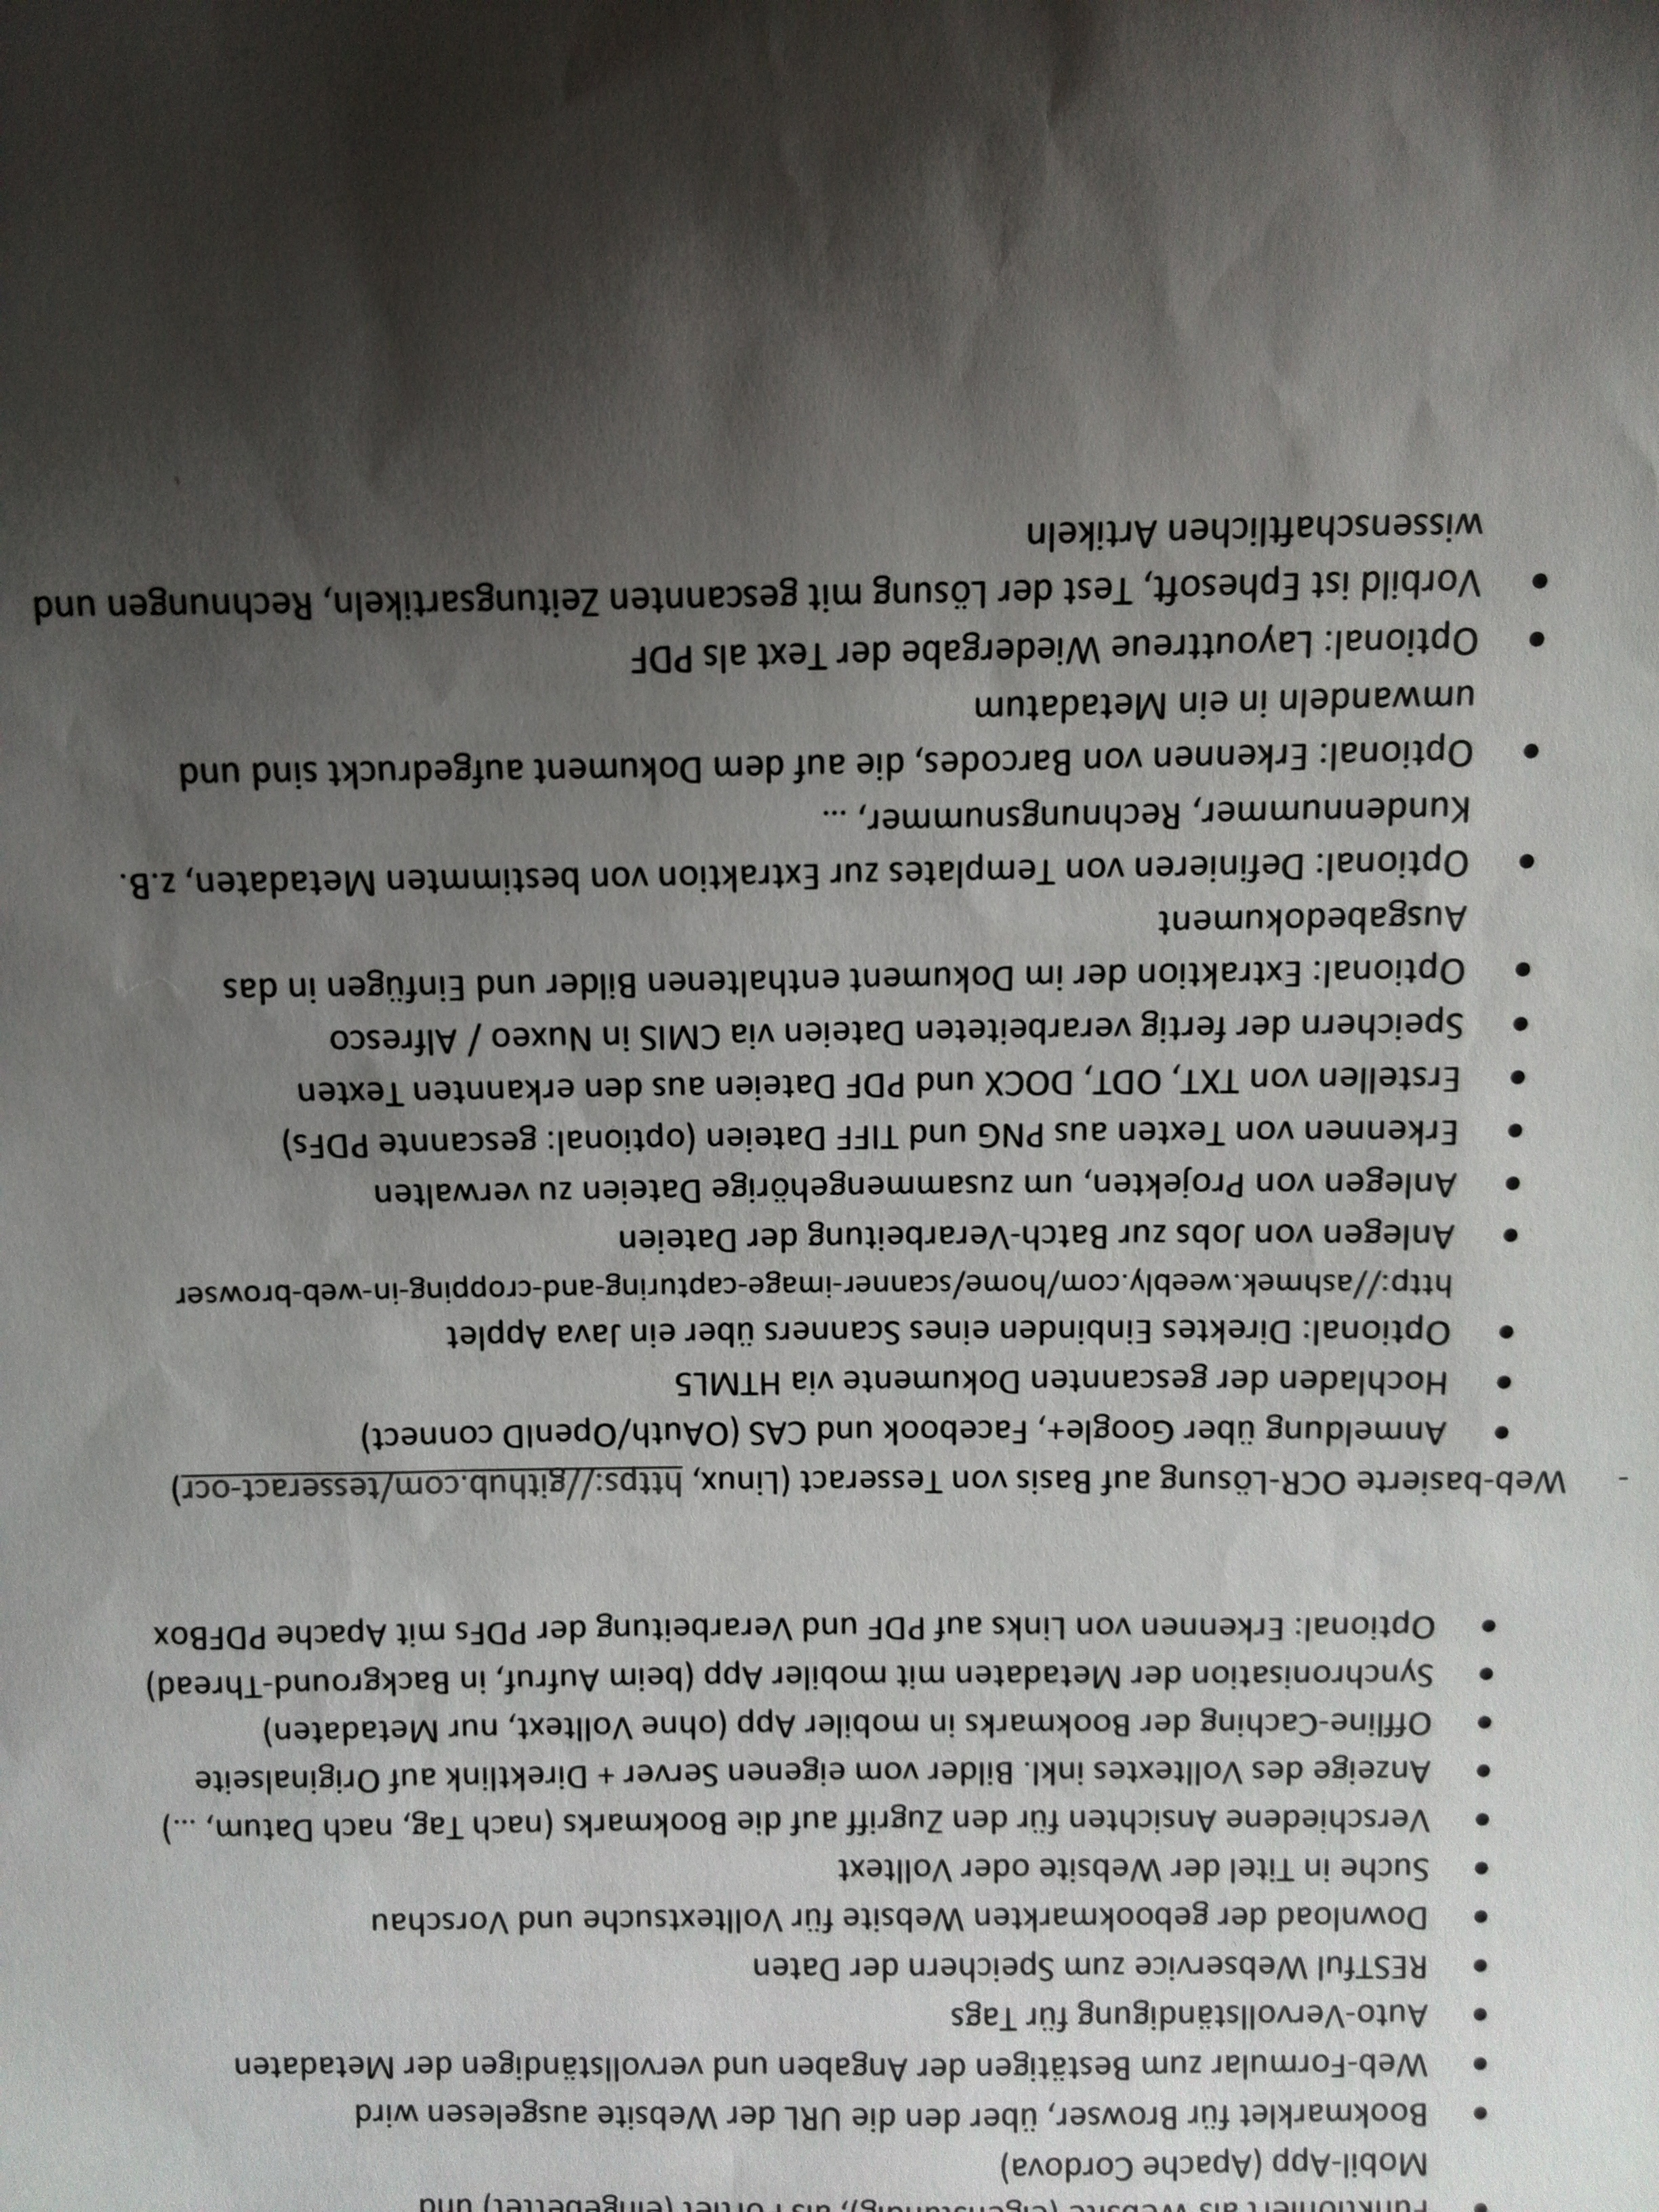 Funktioniert als Website (eigenständig), als Portlet (eingebettet) und
Mobil-App (Apache Cordova)
• Bookmarklet für Browser, über den die URL der Website ausgelesen wird
• Web-Formular zum Bestätigen der Angaben und vervollständigen der Metadaten
• Auto-Vervollständigung für Tags
• RESTful Webservice zum Speichern der Daten
• Download der gebookmarkten Website für Volltextsuche und Vorschau
• Suche in Titel der Website oder Volltext
• Verschiedene Ansichten für den Zugriff auf die Bookmarks (nach Tag, nach Datum, ...)
• Anzeige des Volltextes inkl. Bilder vom eigenen Server + Direktlink auf Originalseite
• Offline-Caching der Bookmarks in mobiler App (ohne Volltext, nur Metadaten)
• Synchronisation der Metadaten mit mobiler App (beim Aufruf, in Background-Thread)
• Optional: Erkennen von Links auf PDF und Verarbeitung der PDFs mit Apache PDFBox
- Web-basierte OCR-Lösung auf Basis von Tesseract (Linux, https://github.com/tesseract-ocr)
• Anmeldung über Google+, Facebook und CAS (OAuth/OpenID connect)
• Hochladen der gescannten Dokumente via HTML5
• Optional: Direktes Einbinden eines Scanners über ein Java Applet
http://ashmek.weebly.com/home/scanner-image-capturing-and-cropping-in-web-browser
• Anlegen von Jobs zur Batch-Verarbeitung der Dateien
• Anlegen von Projekten, um zusammengehörige Dateien zu verwalten
• Erkennen von Texten aus PNG und TIFF Dateien (optional: gescannte PDFs)
• Erstellen von TXT, ODT, DOCX und PDF Dateien aus den erkannten Texten
• Speichern der fertig verarbeiteten Dateien via CMIS in Nuxeo / Alfresco
• Optional: Extraktion der im Dokument enthaltenen Bilder und Einfügen in das
Ausgabedokument
• Optional: Definieren von Templates zur Extraktion von bestimmten Metadaten, z.B.
Kundennummer, Rechnungsnummer, ...
• Optional: Erkennen von Barcodes, die auf dem Dokument aufgedruckt sind und
umwandeln in ein Metadatum
• Optional: Layouttreue Wiedergabe der Text als PDF
• Vorbild ist Ephesoft, Test der Lösung mit gescannten Zeitungsartikeln, Rechnungen und
wissenschaftlichen Artikeln